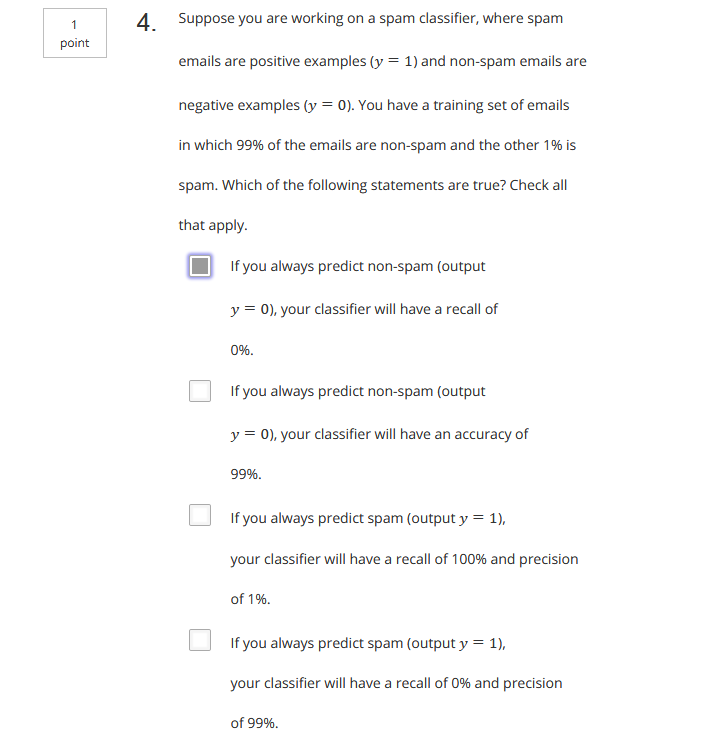 1
point
4.
Suppose you are working on a spam classifier, where spam
emails are positive examples (y = 1) and non-spam emails are
negative examples (y = 0). You have a training set of emails
in which 99% of the emails are non-spam and the other 1% is
spam. Which of the following statements are true? Check all
that apply.
If you always predict non-spam (output
y = 0), your classifier will have a recall of
0%.
If you always predict non-spam (output
y = 0), your classifier will have an accuracy of
99%.
If you always predict spam (output y = 1),
your classifier will have a recall of 100% and precision
of 1%.
If you always predict spam (output y = 1),
your classifier will have a recall of 0% and precision
of 99%.